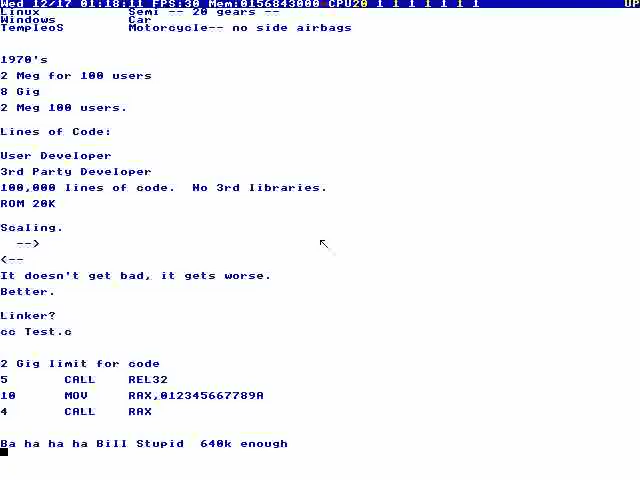 Wed 12/17 01:18:11 FPS:30 Mem:0156843000 CPU20 1 1 1 1 1 1 1 UP
Linux Semi -- 20 gears --
Windows Car
TempleoS Motorcycle-- no side airbags
1970's
2 Meg for 100 users
8 Gig
2 Meg 100 users.
Lines of Code:
User Developer
3rd Party Developer
100,000 lines of code. No 3rd libraries.
ROM 20K
Scaling.
-->
<--
It doesn't get bad, it gets worse.
Better.
Linker?
cc Test.c
2 Gig limit for code
5 CALL REL32
10 MOV RAX,012345667789A
4 CALL RAX
Ba ha ha ha Bill Stupid 640k enough